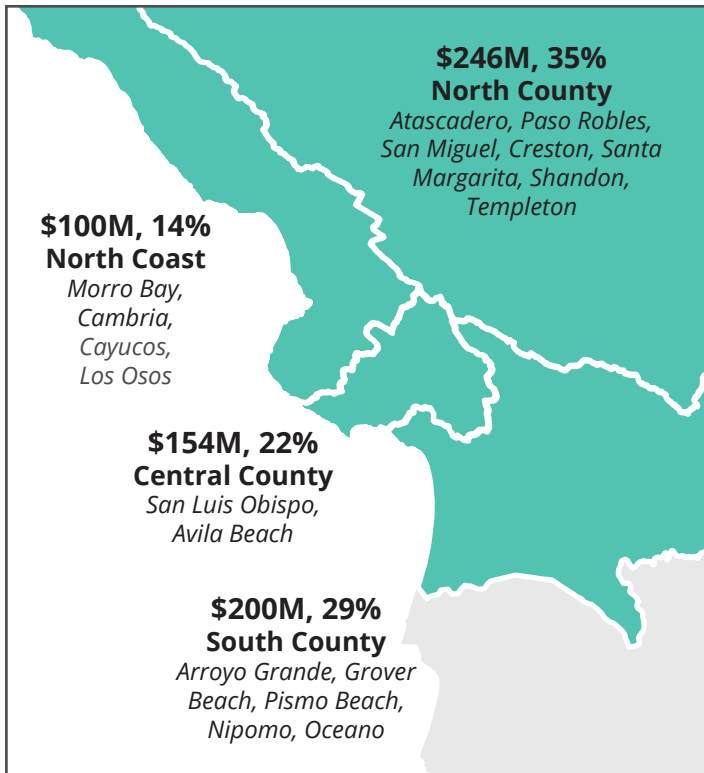 $246M, 35%
North County
Atascadero, Paso Robles,
San Miguel, Creston, Santa
Margarita, Shandon,
Templeton
$100M, 14%
North Coast
Morro Bay,
Cambria,
Cayucos,
Los Osos
$154M, 22%
Central County
San Luis Obispo,
Avila Beach
$200M, 29%
South County
Arroyo Grande, Grover
Beach, Pismo Beach,
Nipomo, Oceano